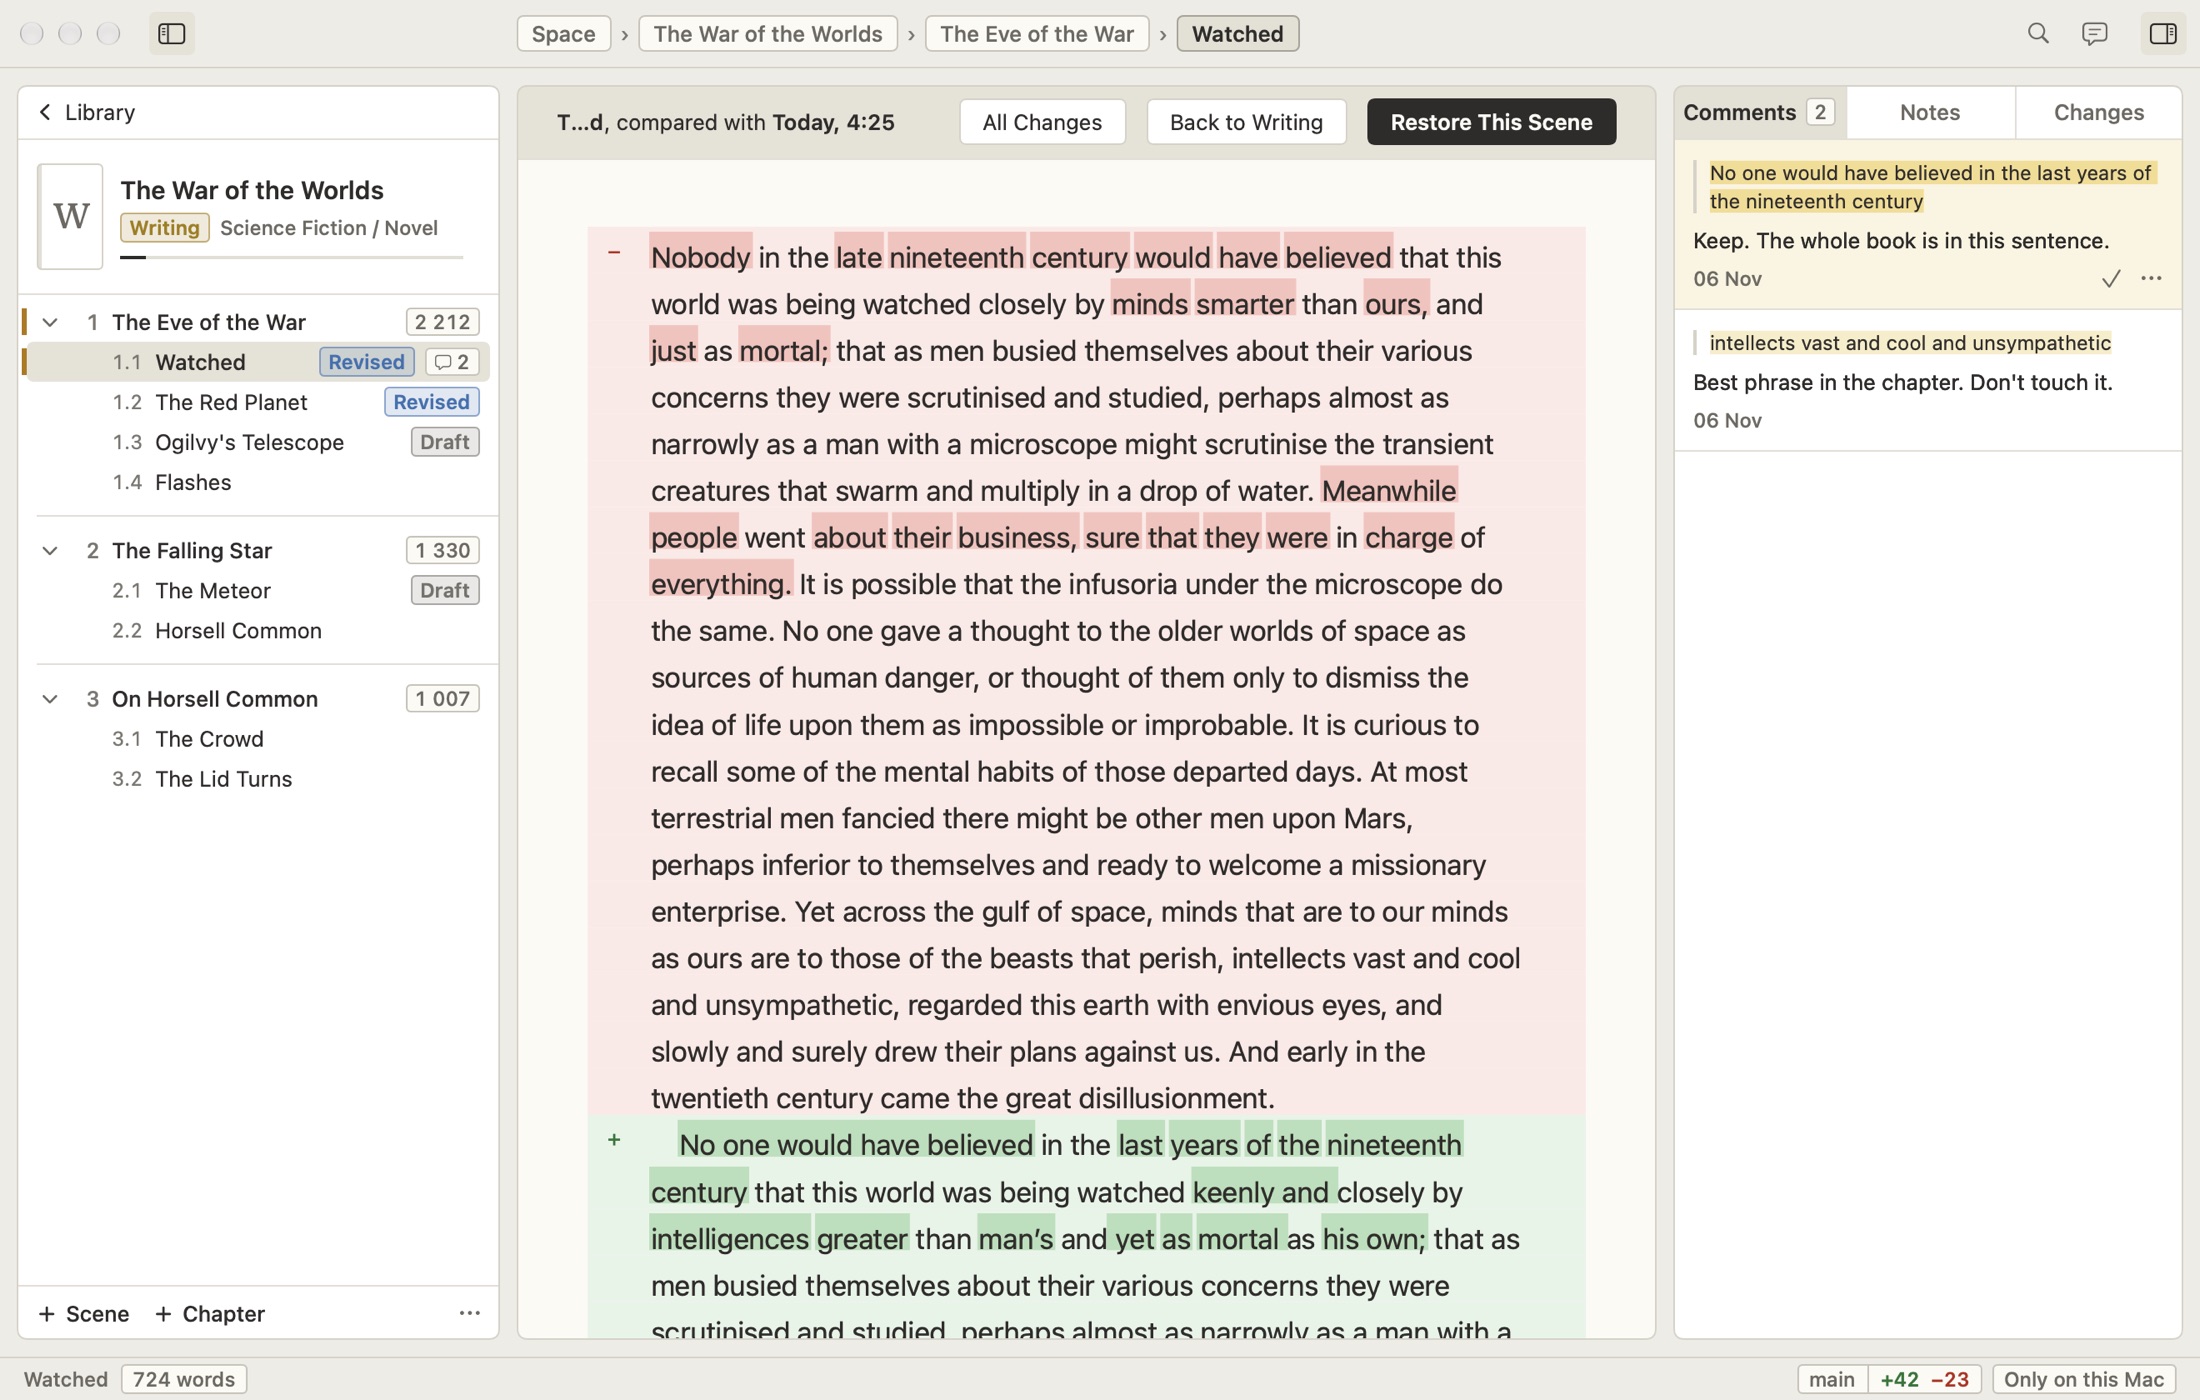 Space › The War of the Worlds › The Eve of the War › Watched
Library
W
The War of the Worlds
Writing Science Fiction / Novel
1 The Eve of the War 2 212
1.1 Watched Revised 2
1.2 The Red Planet Revised
1.3 Ogilvy's Telescope Draft
1.4 Flashes
2 The Falling Star 1 330
2.1 The Meteor Draft
2.2 Horsell Common
3 On Horsell Common 1 007
3.1 The Crowd
3.2 The Lid Turns
+ Scene + Chapter ···
T...d, compared with Today, 4:25 All Changes Back to Writing Restore This Scene
− Nobody in the late nineteenth century would have believed that this
world was being watched closely by minds smarter than ours, and
just as mortal; that as men busied themselves about their various
concerns they were scrutinised and studied, perhaps almost as
narrowly as a man with a microscope might scrutinise the transient
creatures that swarm and multiply in a drop of water. Meanwhile
people went about their business, sure that they were in charge of
everything. It is possible that the infusoria under the microscope do
the same. No one gave a thought to the older worlds of space as
sources of human danger, or thought of them only to dismiss the
idea of life upon them as impossible or improbable. It is curious to
recall some of the mental habits of those departed days. At most
terrestrial men fancied there might be other men upon Mars,
perhaps inferior to themselves and ready to welcome a missionary
enterprise. Yet across the gulf of space, minds that are to our minds
as ours are to those of the beasts that perish, intellects vast and cool
and unsympathetic, regarded this earth with envious eyes, and
slowly and surely drew their plans against us. And early in the
twentieth century came the great disillusionment.
+ No one would have believed in the last years of the nineteenth
century that this world was being watched keenly and closely by
intelligences greater than man’s and yet as mortal as his own; that as
men busied themselves about their various concerns they were
scrutinised and studied, perhaps almost as narrowly as a man with a
Comments 2 Notes Changes
No one would have believed in the last years of
the nineteenth century
Keep. The whole book is in this sentence.
06 Nov ···
intellects vast and cool and unsympathetic
Best phrase in the chapter. Don't touch it.
06 Nov
Watched 724 words
main +42 −23 Only on this Mac